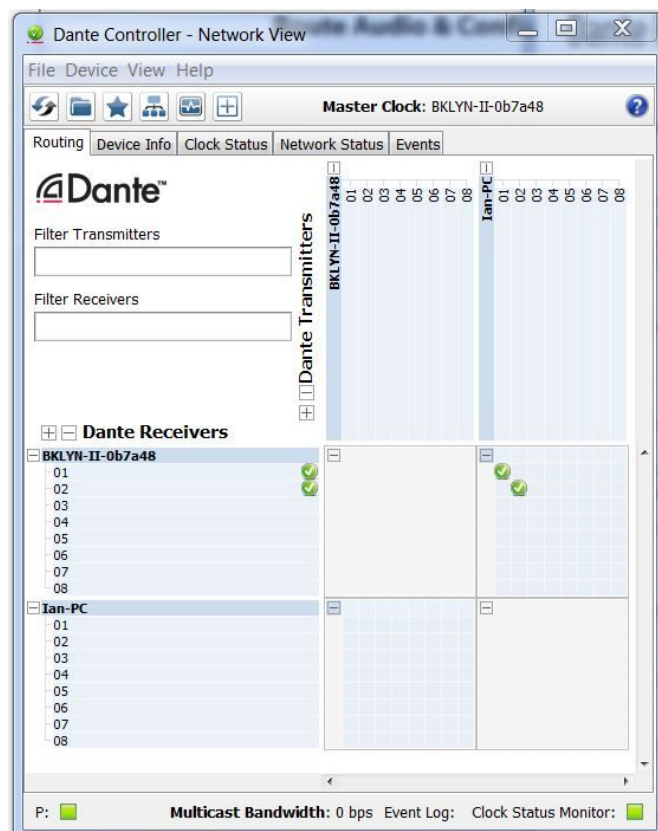 Dante Controller - Network View
File Device View Help
Master Clock: BKLYN-II-0b7a48
Routing Device Info Clock Status Network Status Events
Dante™
Filter Transmitters
Filter Receivers
Dante Transmitters
BKLYN-II-0b7a48
01 02 03 04 05 06 07 08
Ian-PC
01 02 03 04 05 06 07 08
Dante Receivers
BKLYN-II-0b7a48
01
02
03
04
05
06
07
08
Ian-PC
01
02
03
04
05
06
07
08
P: Multicast Bandwidth: 0 bps Event Log: Clock Status Monitor: